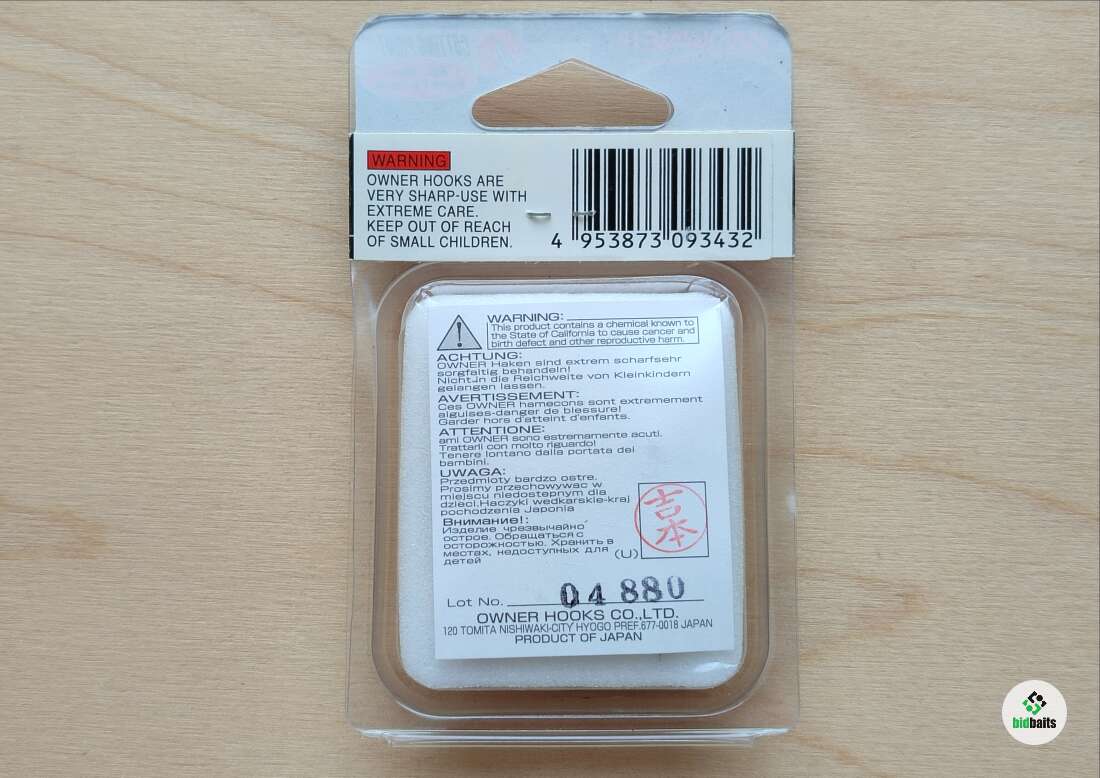 WARNING
OWNER HOOKS ARE
VERY SHARP-USE WITH
EXTREME CARE.
KEEP OUT OF REACH
OF SMALL CHILDREN.
4 953873 093432
WARNING:
This product contains a chemical known to
the State of California to cause cancer and
birth defect and other reproductive harm.
ACHTUNG:
OWNER Haken sind extrem scharfsehr
sorgfaltig behandeln!
Nicht.in die Reichweite von Kleinkindern
gelangen lassen.
AVERTISSEMENT:
Ces OWNER hamecons sont extremement
aiguises-danger de blessure!
Garder hors d'atteint d'enfants.
ATTENTIONE:
ami OWNER sono estremamente acuti.
Trattarli con molto riguardo!
Tenere lontano dalla portata dei
bambini.
UWAGA:
Przedmioty bardzo ostre.
Prosimy przechowywac w
miejscu niedostepnym dla
dzieci.Haczyki wedkarskie-kraj
pochodzenia Japonia
Внимание!:
Изделие чрезвычайно
острое. Обращаться с
осторожностью. Хранить в
местах, недоступных для
детей
(U)
吉本
Lot No. 04 880
OWNER HOOKS CO.,LTD.
120 TOMITA NISHIWAKI-CITY HYOGO PREF.677-0018 JAPAN
PRODUCT OF JAPAN
bidbaits